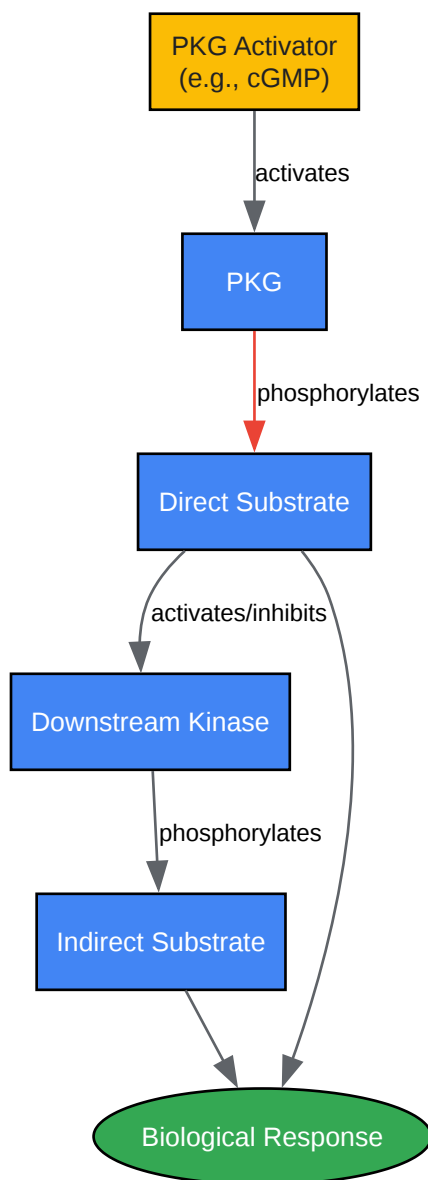 PKG Activator
(e.g., cGMP)
activates
PKG
phosphorylates
Direct Substrate
activates/inhibits
Downstream Kinase
phosphorylates
Indirect Substrate
Biological Response